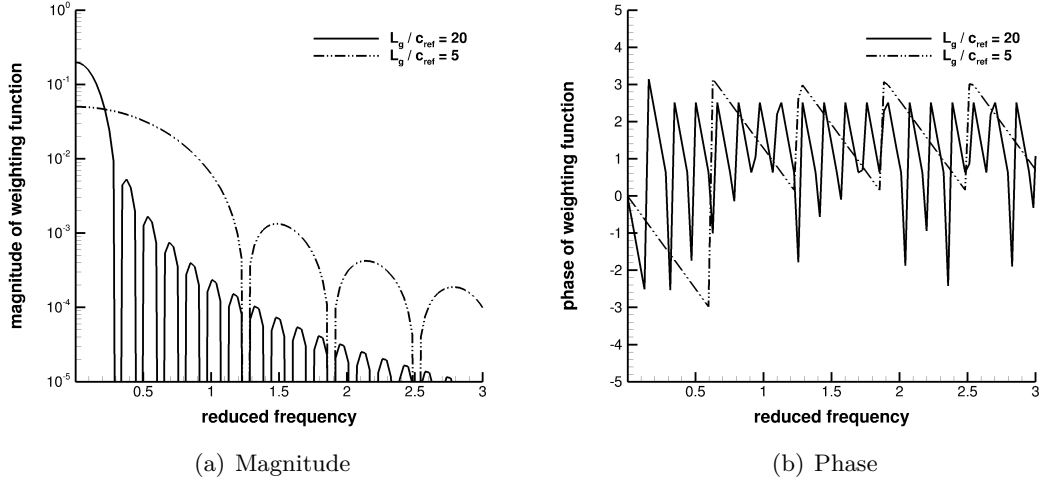 magnitude of weighting function
10⁰
10⁻¹
10⁻²
10⁻³
10⁻⁴
10⁻⁵
L_g / c_ref = 20
L_g / c_ref = 5
0.5 1 1.5 2 2.5 3
reduced frequency
(a) Magnitude
phase of weighting function
5
4
3
2
1
0
-1
-2
-3
-4
-5
L_g / c_ref = 20
L_g / c_ref = 5
0.5 1 1.5 2 2.5 3
reduced frequency
(b) Phase